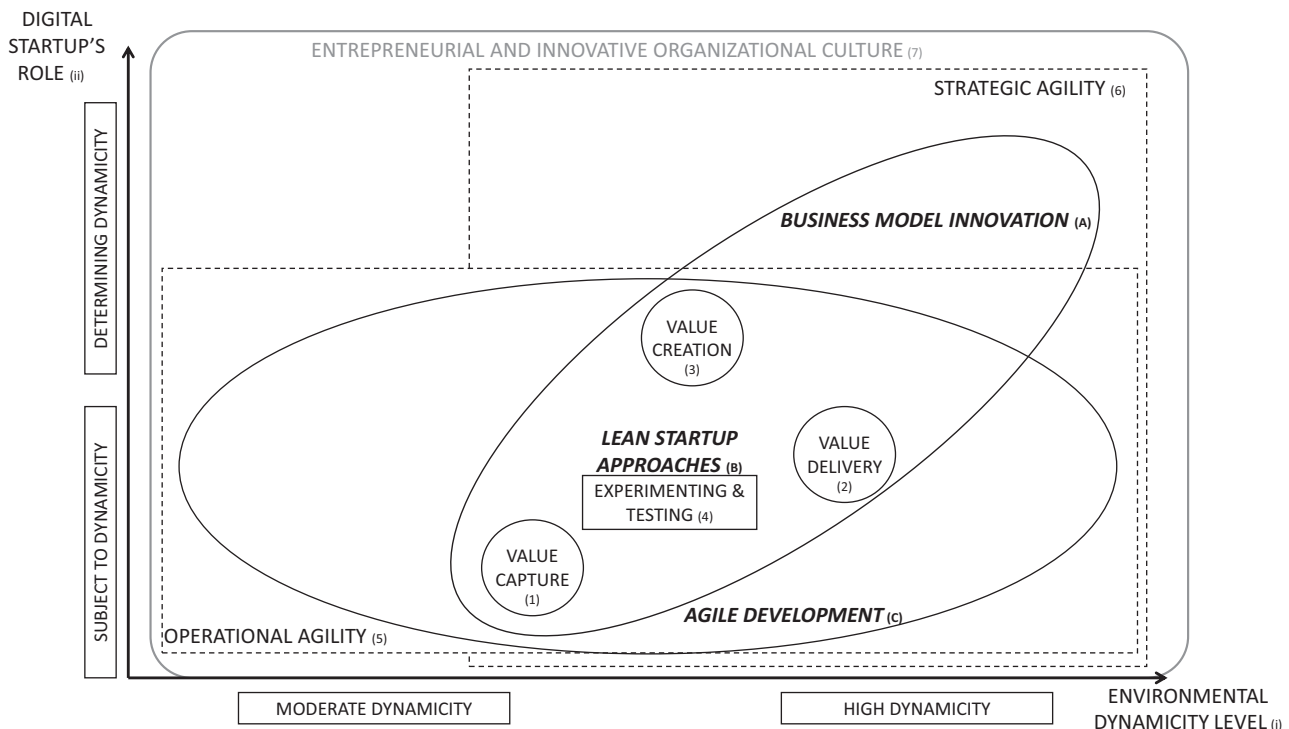 DIGITAL
STARTUP'S
ROLE (ii)
ENTREPRENEURIAL AND INNOVATIVE ORGANIZATIONAL CULTURE (7)
STRATEGIC AGILITY (6)
DETERMINING DYNAMICITY
BUSINESS MODEL INNOVATION (A)
VALUE
CREATION
(3)
LEAN STARTUP
APPROACHES (B)
EXPERIMENTING &
TESTING (4)
VALUE
DELIVERY
(2)
SUBJECT TO DYNAMICITY
VALUE
CAPTURE
(1)
AGILE DEVELOPMENT (C)
OPERATIONAL AGILITY (5)
MODERATE DYNAMICITY
HIGH DYNAMICITY
ENVIRONMENTAL
DYNAMICITY LEVEL (i)